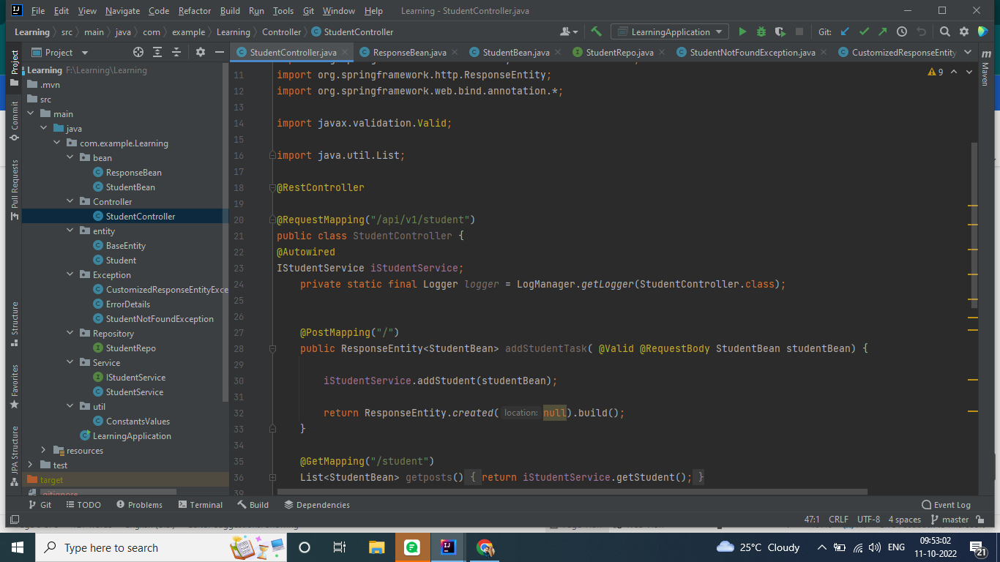 File Edit View Navigate Code Refactor Build Run Tools Git Window Help Learning - StudentController.java
Learning src main java com example Learning Controller StudentController LearningApplication Git:
Project StudentController.java ResponseBean.java StudentBean.java StudentRepo.java StudentNotFoundException.java CustomizedResponseEntity
Project
Commit
Pull Requests
Structure
Favorites
JPA Structure
Learning F:\Learning\Learning
.mvn
src
main
java
com.example.Learning
bean
ResponseBean
StudentBean
Controller
StudentController
entity
BaseEntity
Student
Exception
CustomizedResponseEntityExce
ErrorDetails
StudentNotFoundException
Repository
StudentRepo
Service
IStudentService
StudentService
util
ConstantsValues
LearningApplication
resources
test
target
.gitignore
9
11 import org.springframework.http.ResponseEntity;
12 import org.springframework.web.bind.annotation.*;
13
14 import javax.validation.Valid;
15
16 import java.util.List;
17
18 @RestController
19
20 @RequestMapping("/api/v1/student")
21 public class StudentController {
22 @Autowired
23 IStudentService iStudentService;
24 private static final Logger logger = LogManager.getLogger(StudentController.class);
25
26
27 @PostMapping("/")
28 public ResponseEntity<StudentBean> addStudentTask( @Valid @RequestBody StudentBean studentBean) {
29
30 iStudentService.addStudent(studentBean);
31
32 return ResponseEntity.created( location: null).build();
33 }
34
35 @GetMapping("/student")
36 List<StudentBean> getposts() { return iStudentService.getStudent(); }
39
m
Maven
Git TODO Problems Terminal Build Dependencies Event Log
47:1 CRLF UTF-8 4 spaces master
Type here to search 25°C Cloudy ENG 09:53:02
11-10-2022
21